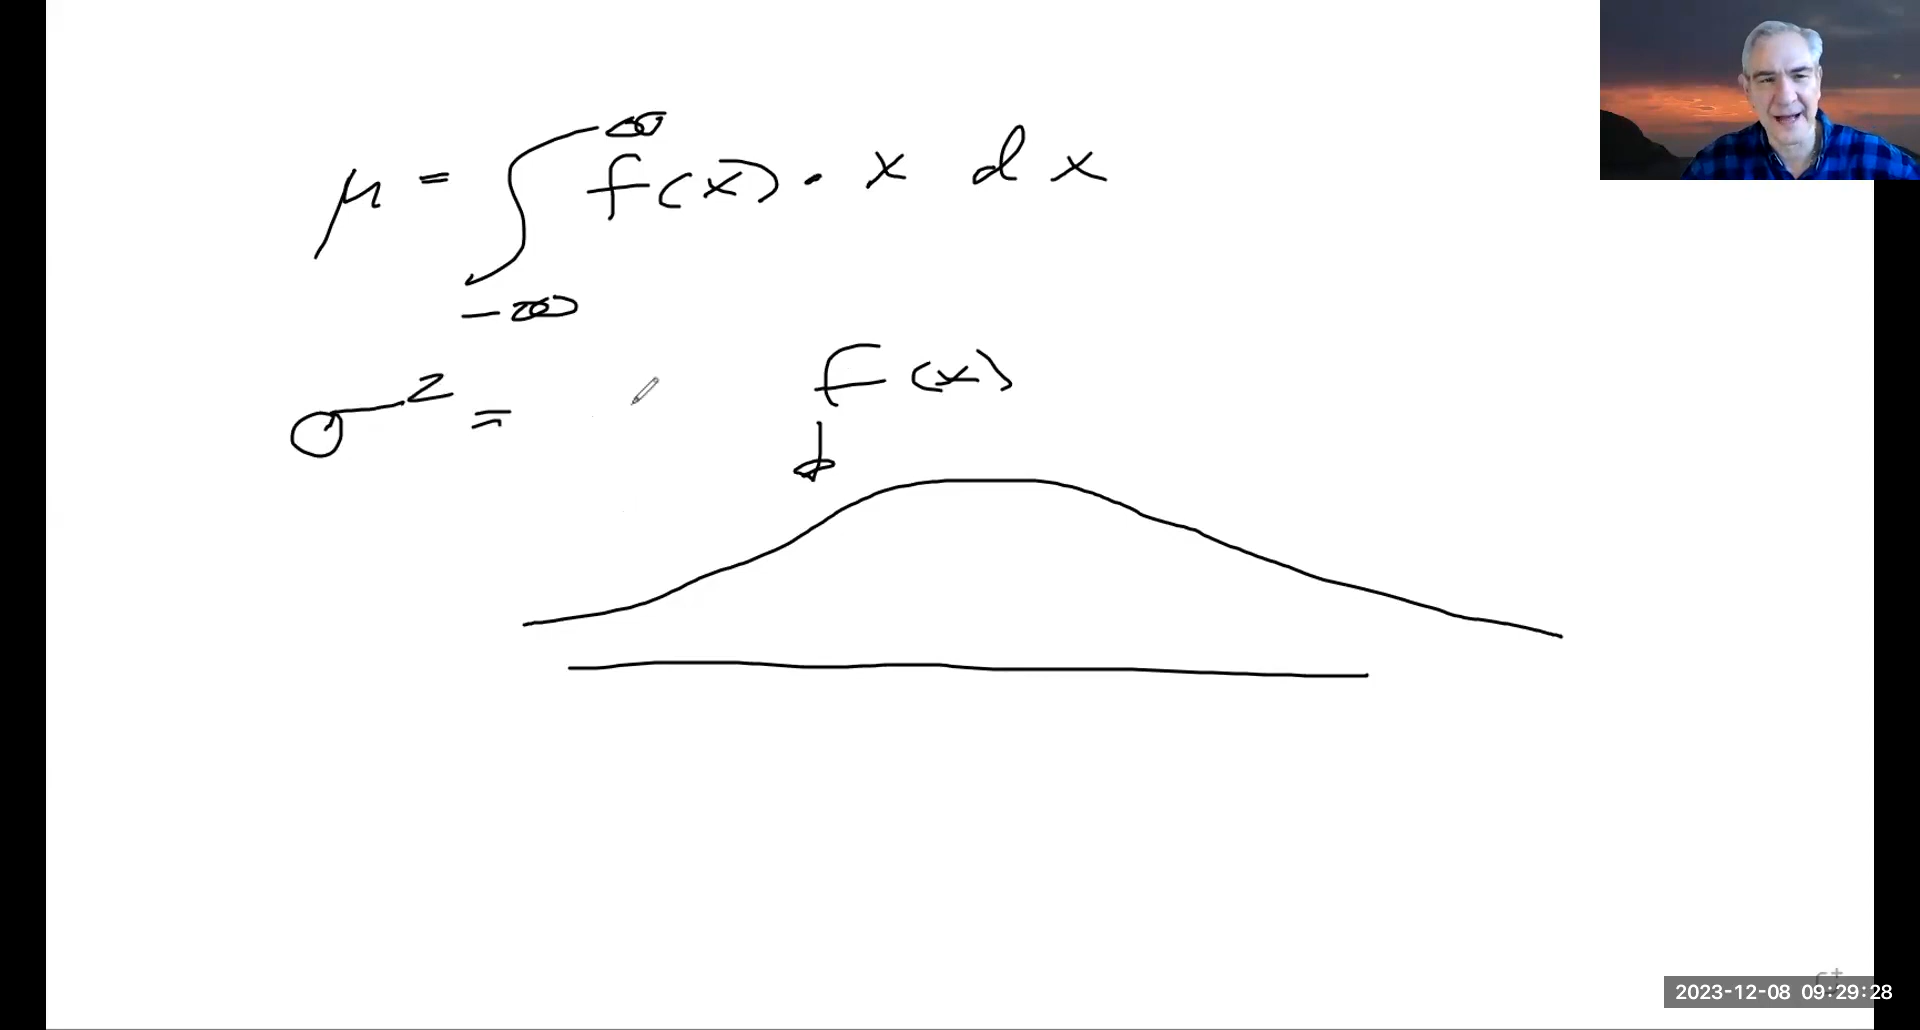 μ = ∫_{-∞}^{∞} f(x) · x dx
σ² =
f(x)
2023-12-08 09:29:28